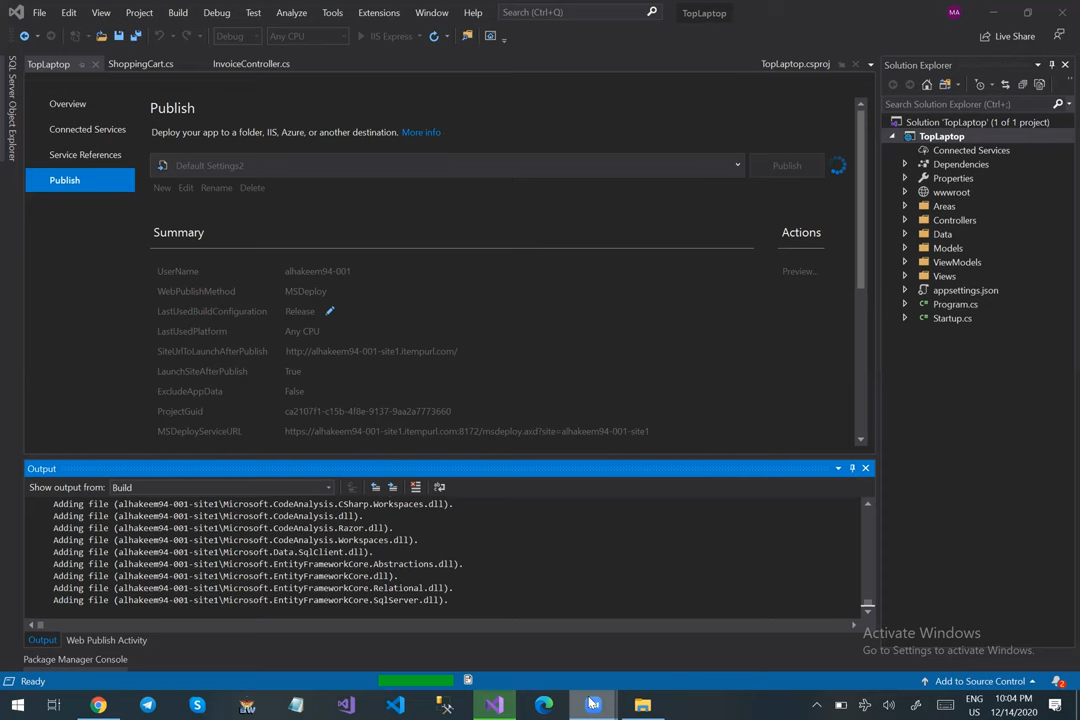 File Edit View Project Build Debug Test Analyze Tools Extensions Window Help Search (Ctrl+Q) TopLaptop MA
Debug Any CPU IIS Express Live Share
SQL Server Object Explorer
TopLaptop ShoppingCart.cs InvoiceController.cs TopLaptop.csproj
Overview
Connected Services
Service References
Publish
Publish
Deploy your app to a folder, IIS, Azure, or another destination. More info
Default Settings2 Publish
New Edit Rename Delete
Summary Actions
UserName alhakeem94-001 Preview...
WebPublishMethod MSDeploy
LastUsedBuildConfiguration Release
LastUsedPlatform Any CPU
SiteUrlToLaunchAfterPublish http://alhakeem94-001-site1.itempurl.com/
LaunchSiteAfterPublish True
ExcludeAppData False
ProjectGuid ca2107f1-c15b-4f8e-9137-9aa2a7773660
MSDeployServiceURL https://alhakeem94-001-site1.itempurl.com:8172/msdeploy.axd?site=alhakeem94-001-site1
Solution Explorer
Search Solution Explorer (Ctrl+;)
Solution 'TopLaptop' (1 of 1 project)
TopLaptop
Connected Services
Dependencies
Properties
wwwroot
Areas
Controllers
Data
Models
ViewModels
Views
appsettings.json
Program.cs
Startup.cs
Output
Show output from: Build
Adding file (alhakeem94-001-site1\Microsoft.CodeAnalysis.CSharp.Workspaces.dll).
Adding file (alhakeem94-001-site1\Microsoft.CodeAnalysis.dll).
Adding file (alhakeem94-001-site1\Microsoft.CodeAnalysis.Razor.dll).
Adding file (alhakeem94-001-site1\Microsoft.CodeAnalysis.Workspaces.dll).
Adding file (alhakeem94-001-site1\Microsoft.Data.SqlClient.dll).
Adding file (alhakeem94-001-site1\Microsoft.EntityFrameworkCore.Abstractions.dll).
Adding file (alhakeem94-001-site1\Microsoft.EntityFrameworkCore.dll).
Adding file (alhakeem94-001-site1\Microsoft.EntityFrameworkCore.Relational.dll).
Adding file (alhakeem94-001-site1\Microsoft.EntityFrameworkCore.SqlServer.dll).
Output Web Publish Activity
Package Manager Console
Activate Windows
Go to Settings to activate Windows.
Ready Add to Source Control 2
ENG
US
10:04 PM
12/14/2020